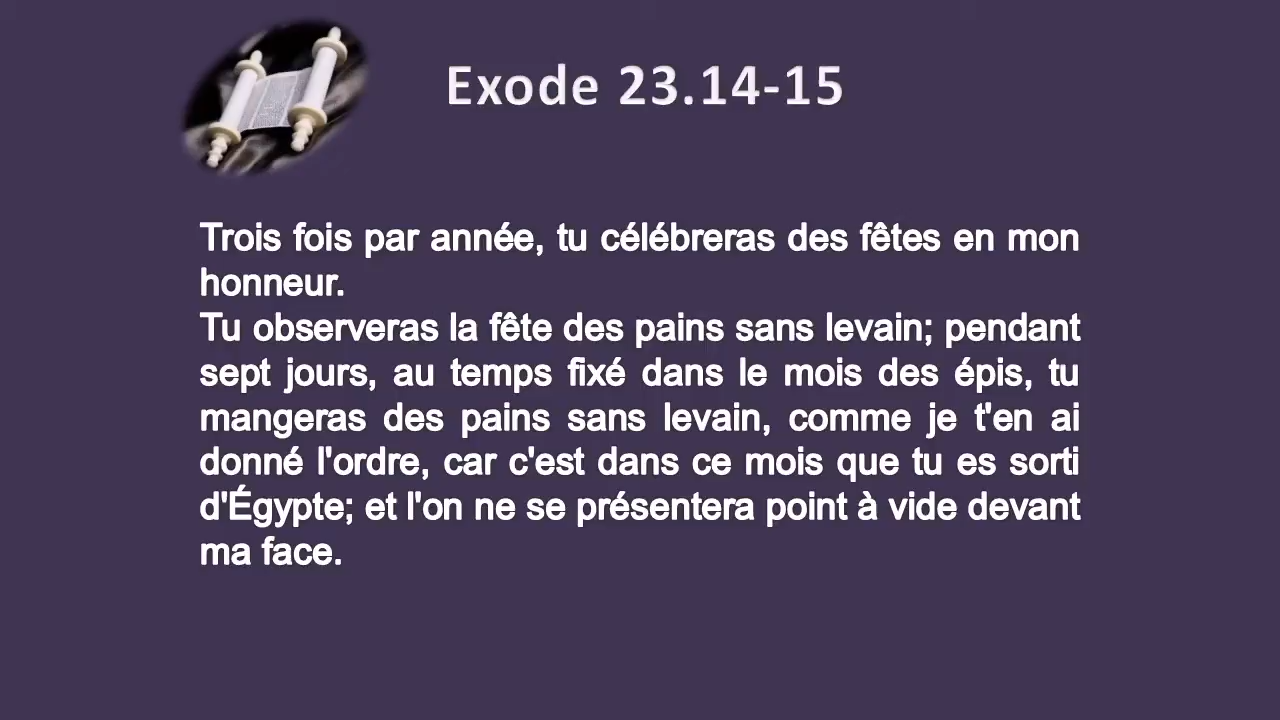 Exode 23.14-15
Trois fois par année, tu célébreras des fêtes en mon
honneur.
Tu observeras la fête des pains sans levain; pendant
sept jours, au temps fixé dans le mois des épis, tu
mangeras des pains sans levain, comme je t'en ai
donné l'ordre, car c'est dans ce mois que tu es sorti
d'Égypte; et l'on ne se présentera point à vide devant
ma face.